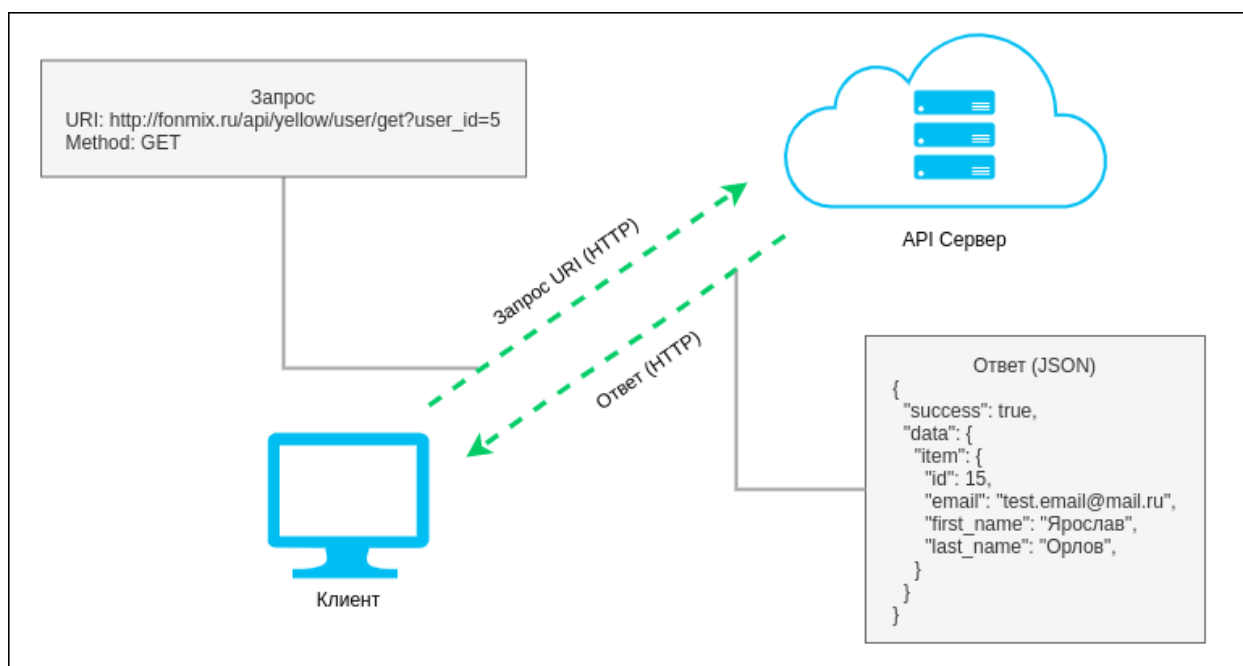 Запрос
URI: http://fonmix.ru/api/yellow/user/get?user_id=5
Method: GET
API Сервер
Запрос URI (HTTP)
Ответ (HTTP)
Ответ (JSON)
{
"success": true,
"data": {
"item": {
"id": 15,
"email": "test.email@mail.ru",
"first_name": "Ярослав",
"last_name": "Орлов",
}
}
}
Клиент